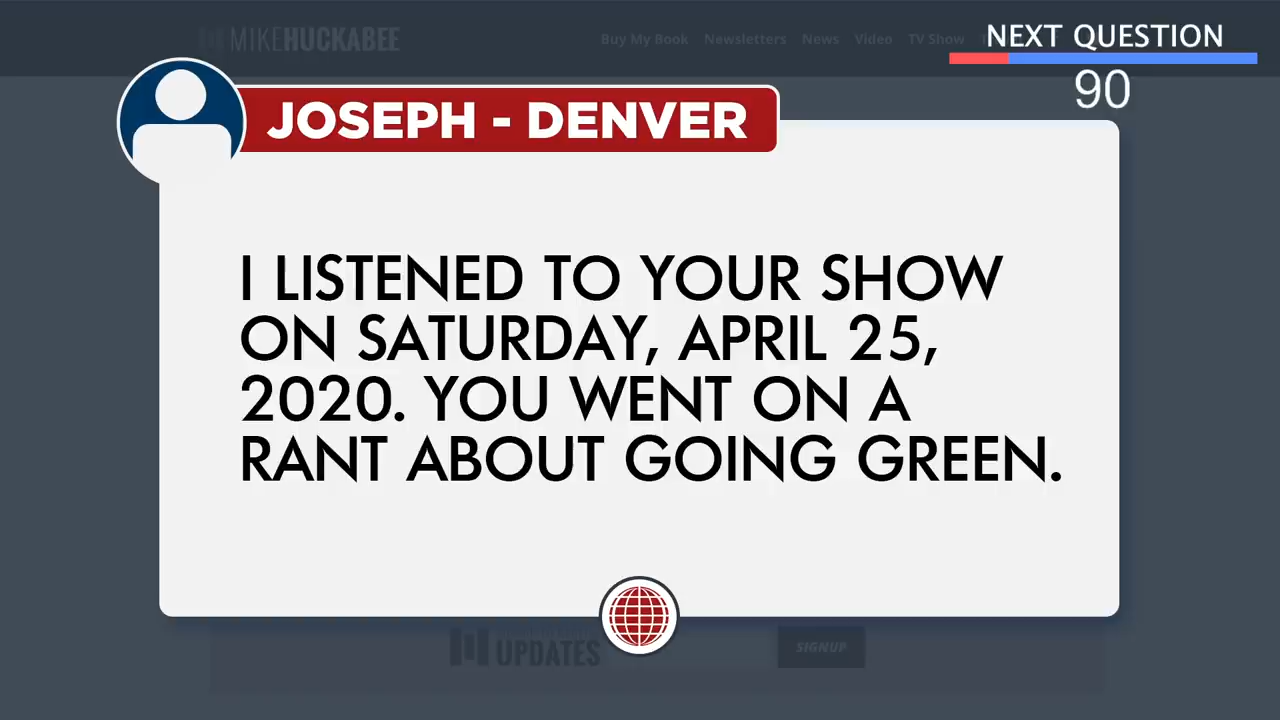 MIKEHUCKABEE
Buy My Book Newsletters News Video TV Show
NEXT QUESTION
90
JOSEPH - DENVER
I LISTENED TO YOUR SHOW
ON SATURDAY, APRIL 25,
2020. YOU WENT ON A
RANT ABOUT GOING GREEN.
UPDATES
SIGNUP